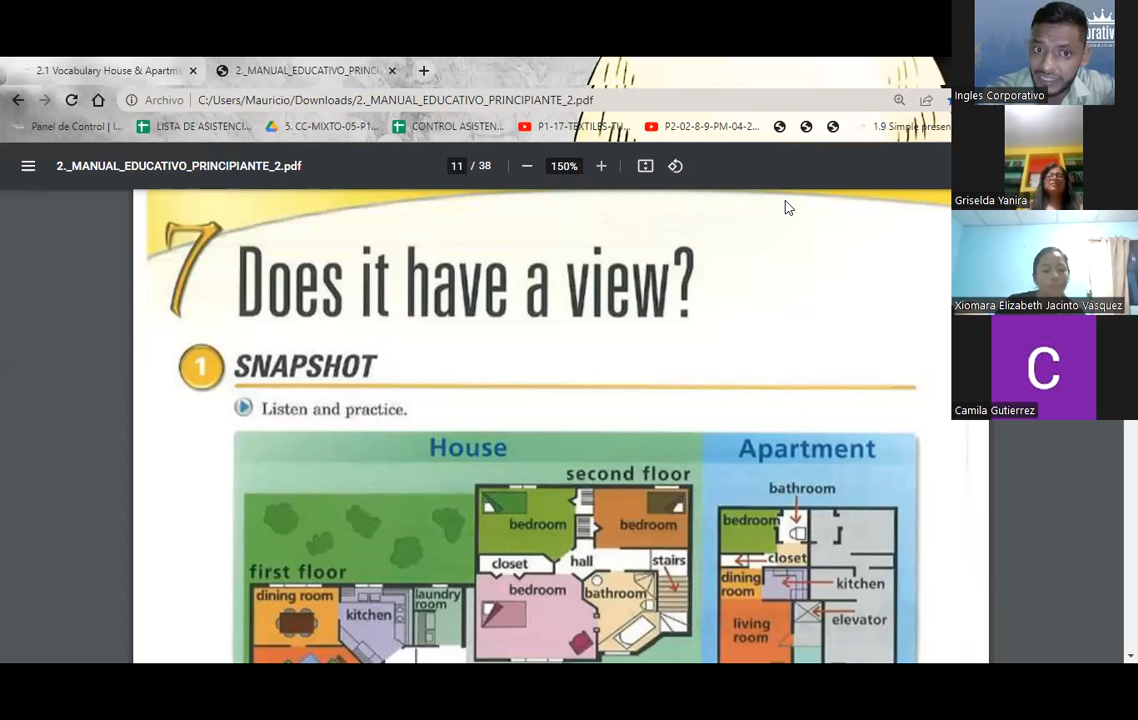 2.1 Vocabulary House & Apartme
2._MANUAL_EDUCATIVO_PRINCI
Archivo
C:/Users/Mauricio/Downloads/2._MANUAL_EDUCATIVO_PRINCIPIANTE_2.pdf
Panel de Control | I...
LISTA DE ASISTENCI...
5. CC-MIXTO-05-P1...
CONTROL ASISTEN...
P1-17-TEXTILES-TU...
P2-02-8-9-PM-04-2...
1.9 Simple presen
2._MANUAL_EDUCATIVO_PRINCIPIANTE_2.pdf
11 / 38
150%
7 Does it have a view?
1 SNAPSHOT
Listen and practice.
House
Apartment
second floor
bathroom
bedroom
bedroom
bedroom
closet
hall
stairs
closet
first floor
bedroom
bathroom
dining
room
kitchen
dining room
kitchen
laundry
room
living
room
elevator
Ingles Corporativo
Griselda Yanira
Xiomara Elizabeth Jacinto Vásquez
C
Camila Gutierrez